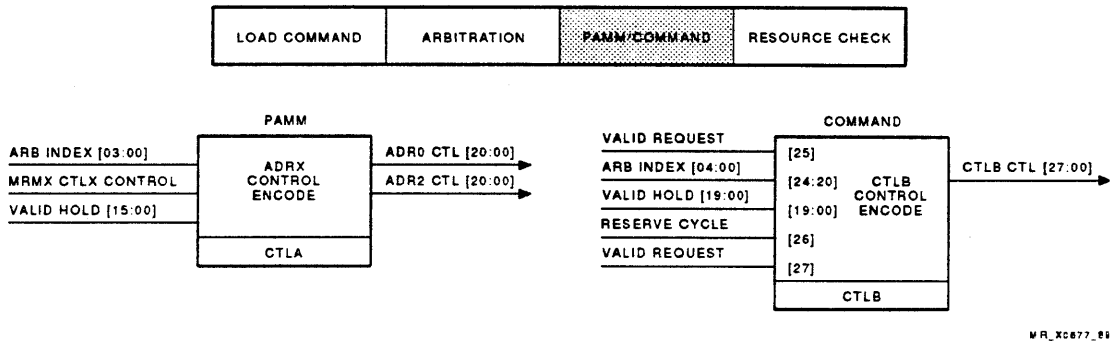 LOAD COMMAND
ARBITRATION
PAMM/COMMAND
RESOURCE CHECK
PAMM
ARB INDEX [03:00]
MRMX CTLX CONTROL
VALID HOLD [15:00]
ADRX
CONTROL
ENCODE
CTLA
ADR0 CTL [20:00]
ADR2 CTL [20:00]
COMMAND
VALID REQUEST
ARB INDEX [04:00]
VALID HOLD [19:00]
RESERVE CYCLE
VALID REQUEST
[25]
[24:20]
[19:00]
[26]
[27]
CTLB
CONTROL
ENCODE
CTLB
CTLB CTL [27:00]